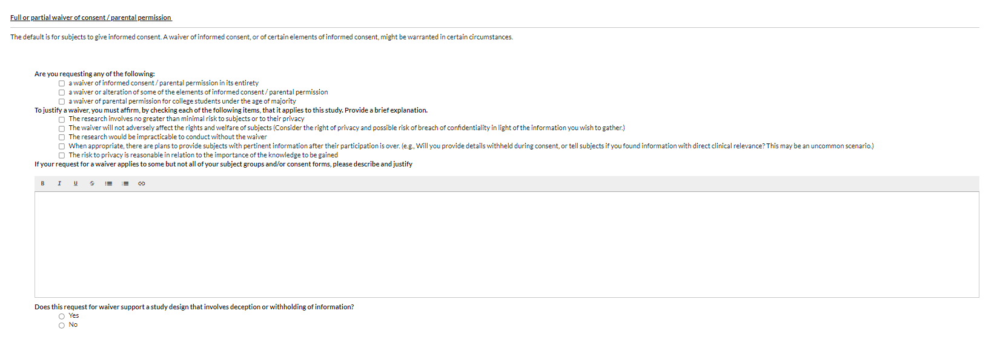 Full or partial waiver of consent / parental permission
The default is for subjects to give informed consent. A waiver of informed consent, or of certain elements of informed consent, might be warranted in certain circumstances.
Are you requesting any of the following:
a waiver of informed consent / parental permission in its entirety
a waiver or alteration of some of the elements of informed consent / parental permission
a waiver of parental permission for college students under the age of majority
To justify a waiver, you must affirm, by checking each of the following items, that it applies to this study. Provide a brief explanation.
The research involves no greater than minimal risk to subjects or to their privacy
The waiver will not adversely affect the rights and welfare of subjects (Consider the right of privacy and possible risk of breach of confidentiality in light of the information you wish to gather.)
The research would be impracticable to conduct without the waiver
When appropriate, there are plans to provide subjects with pertinent information after their participation is over. (e.g., Will you provide details withheld during consent, or tell subjects if you found information with direct clinical relevance? This may be an uncommon scenario.)
The risk to privacy is reasonable in relation to the importance of the knowledge to be gained
If your request for a waiver applies to some but not all of your subject groups and/or consent forms, please describe and justify
B I U S
Does this request for waiver support a study design that involves deception or withholding of information?
Yes
No